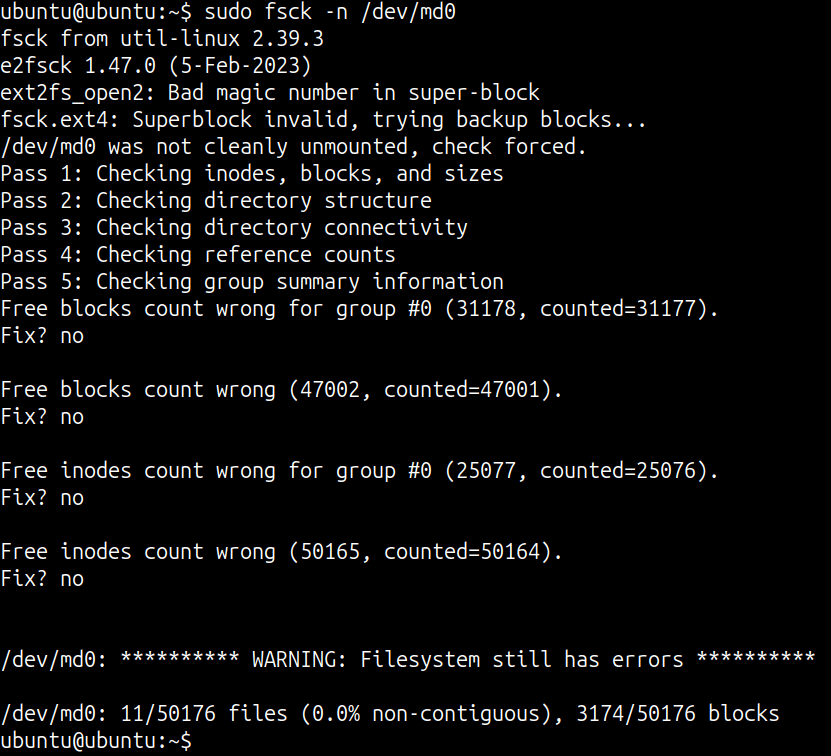 ubuntu@ubuntu:~$ sudo fsck -n /dev/md0
fsck from util-linux 2.39.3
e2fsck 1.47.0 (5-Feb-2023)
ext2fs_open2: Bad magic number in super-block
fsck.ext4: Superblock invalid, trying backup blocks...
/dev/md0 was not cleanly unmounted, check forced.
Pass 1: Checking inodes, blocks, and sizes
Pass 2: Checking directory structure
Pass 3: Checking directory connectivity
Pass 4: Checking reference counts
Pass 5: Checking group summary information
Free blocks count wrong for group #0 (31178, counted=31177).
Fix? no
Free blocks count wrong (47002, counted=47001).
Fix? no
Free inodes count wrong for group #0 (25077, counted=25076).
Fix? no
Free inodes count wrong (50165, counted=50164).
Fix? no
/dev/md0: ********** WARNING: Filesystem still has errors **********
/dev/md0: 11/50176 files (0.0% non-contiguous), 3174/50176 blocks
ubuntu@ubuntu:~$